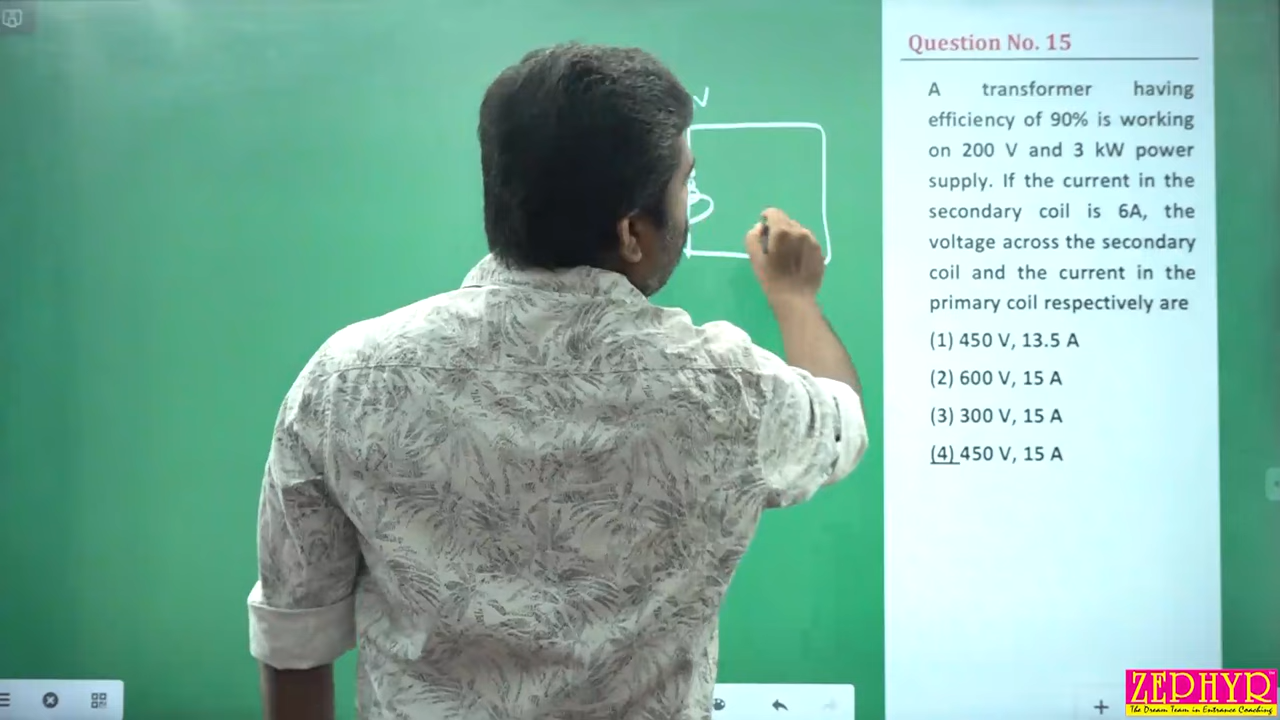 Question No. 15
A transformer having
efficiency of 90% is working
on 200 V and 3 kW power
supply. If the current in the
secondary coil is 6A, the
voltage across the secondary
coil and the current in the
primary coil respectively are
(1) 450 V, 13.5 A
(2) 600 V, 15 A
(3) 300 V, 15 A
(4) 450 V, 15 A
ZEPHYR
The Dream Team in Entrance Coaching